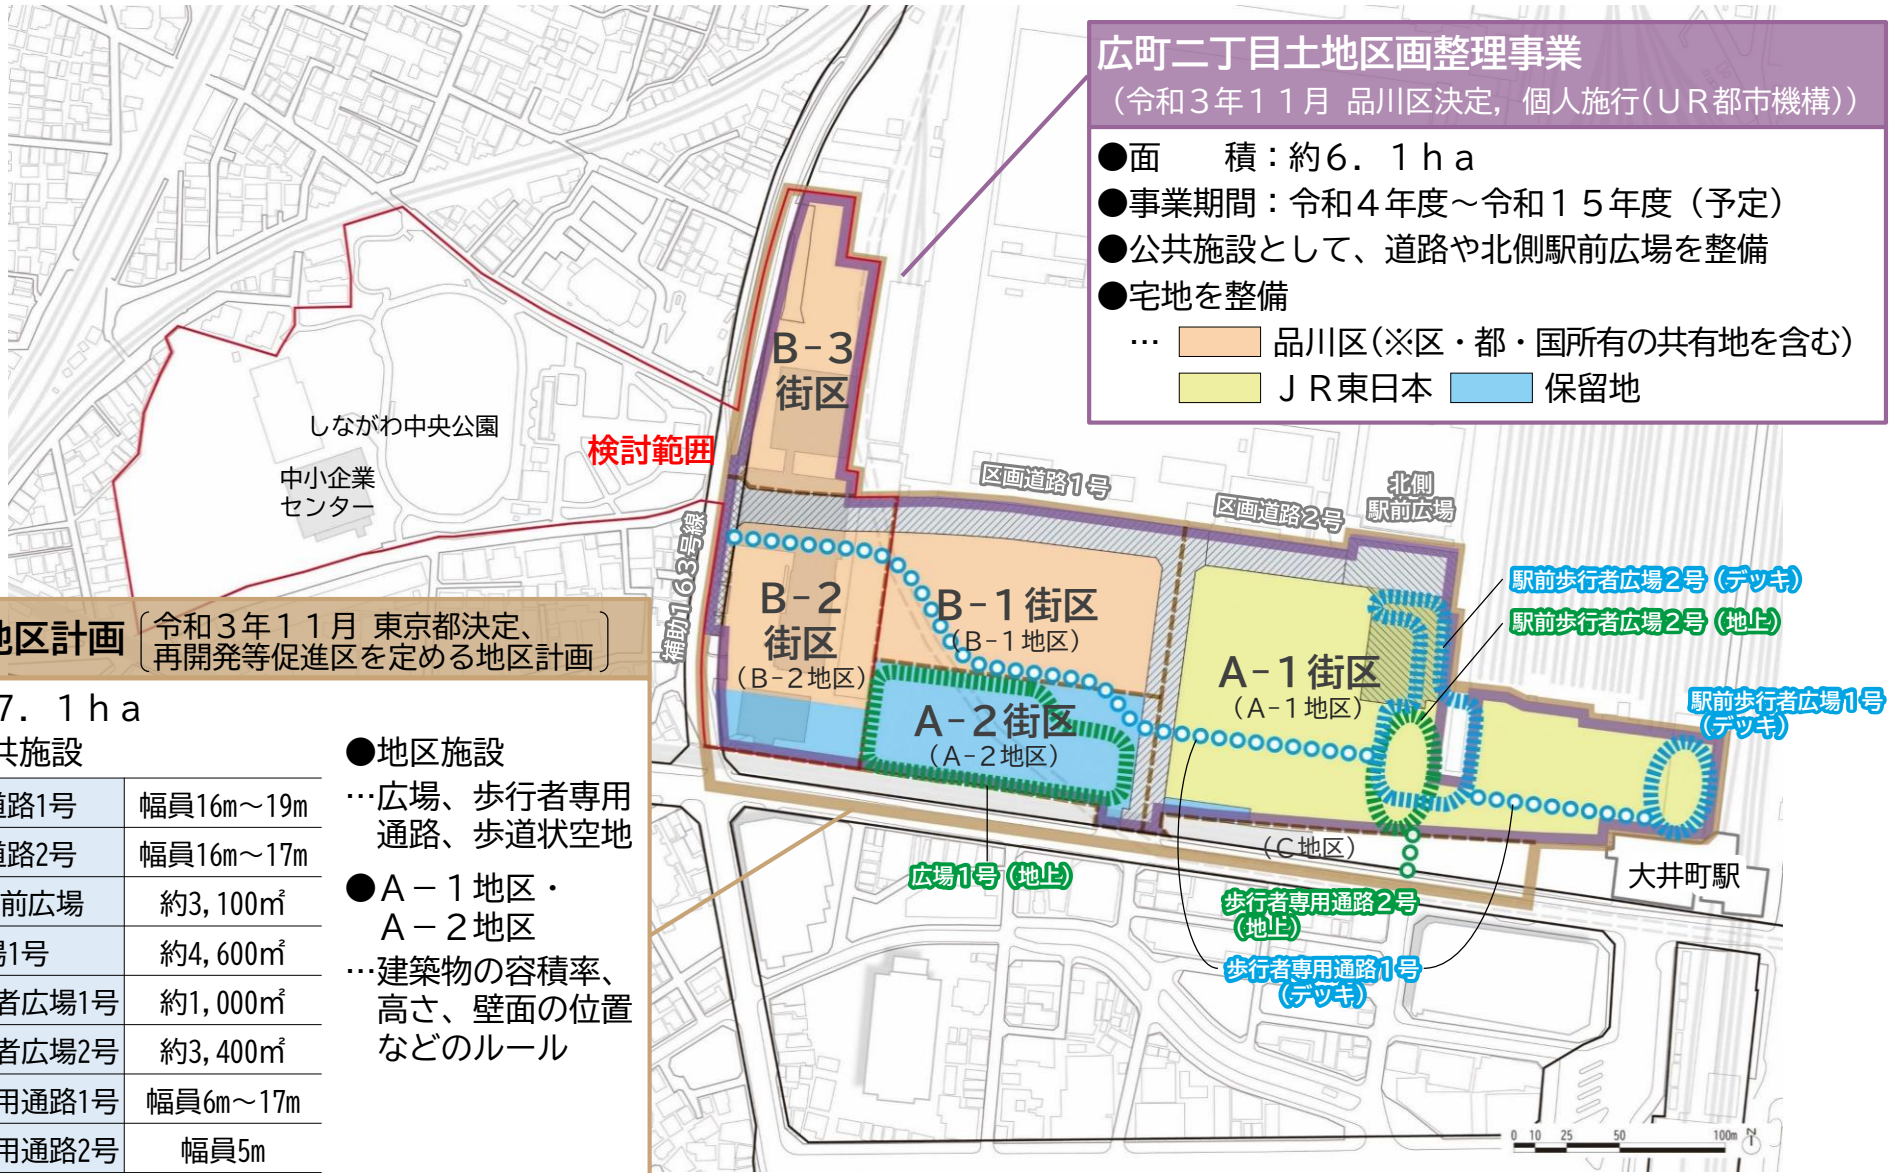 広町二丁目土地区画整理事業
(令和3年11月 品川区決定, 個人施行(UR都市機構))
●面　　積:約6.1ha
●事業期間:令和4年度~令和15年度(予定)
●公共施設として、道路や北側駅前広場を整備
●宅地を整備
… 品川区(※区・都・国所有の共有地を含む)
JR東日本 保留地
B-3
街区
しながわ中央公園
検討範囲
中小企業
センター
区画道路1号
区画道路2号
北側
駅前広場
補助163号線
B-2
街区
(B-2地区)
B-1街区
(B-1地区)
A-1街区
(A-1地区)
A-2街区
(A-2地区)
駅前歩行者広場2号(デッキ)
駅前歩行者広場2号(地上)
駅前歩行者広場1号
(デッキ)
(C地区)
大井町駅
広場1号(地上)
歩行者専用通路2号
(地上)
歩行者専用通路1号
(デッキ)
地区計画 令和3年11月 東京都決定、
再開発等促進区を定める地区計画
7.1ha
共施設
道路1号 幅員16m~19m
道路2号 幅員16m~17m
前広場 約3,100㎡
場1号 約4,600㎡
者広場1号 約1,000㎡
者広場2号 約3,400㎡
用通路1号 幅員6m~17m
用通路2号 幅員5m
●地区施設
…広場、歩行者専用
通路、歩道状空地
●A-1地区・
A-2地区
…建築物の容積率、
高さ、壁面の位置
などのルール
0 10 25 50 100m N